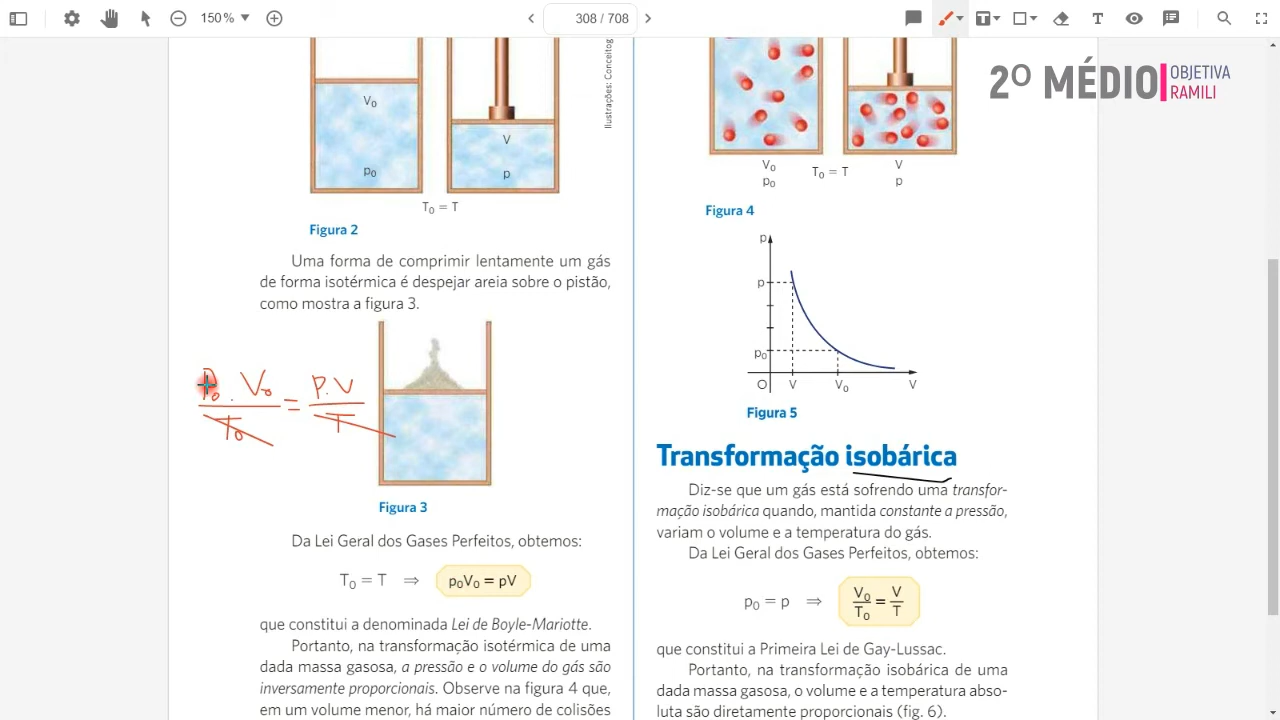 150 %
308 / 708
T
T
2º MÉDIO
OBJETIVA
RAMILI
V₀
p₀
V
p
T₀ = T
Ilustrações: Conceitog
Figura 2
Uma forma de comprimir lentamente um gás
de forma isotérmica é despejar areia sobre o pistão,
como mostra a figura 3.
P₀ . V₀ = P.V
T₀ T
Figura 3
Da Lei Geral dos Gases Perfeitos, obtemos:
T₀ = T ⇒ p₀V₀ = pV
que constitui a denominada Lei de Boyle-Mariotte.
Portanto, na transformação isotérmica de uma
dada massa gasosa, a pressão e o volume do gás são
inversamente proporcionais. Observe na figura 4 que,
em um volume menor, há maior número de colisões
V₀
p₀
T₀ = T
V
p
Figura 4
p
p
p₀
O V V₀ V
Figura 5
Transformação isobárica
Diz-se que um gás está sofrendo uma transfor-
mação isobárica quando, mantida constante a pressão,
variam o volume e a temperatura do gás.
Da Lei Geral dos Gases Perfeitos, obtemos:
p₀ = p ⇒ V₀/T₀ = V/T
que constitui a Primeira Lei de Gay-Lussac.
Portanto, na transformação isobárica de uma
dada massa gasosa, o volume e a temperatura abso-
luta são diretamente proporcionais (fig. 6).